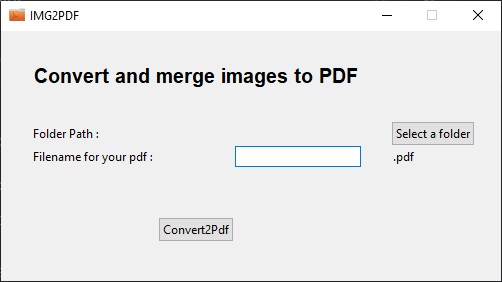 IMG2PDF
Convert and merge images to PDF
Folder Path :
Select a folder
Filename for your pdf :
.pdf
Convert2Pdf